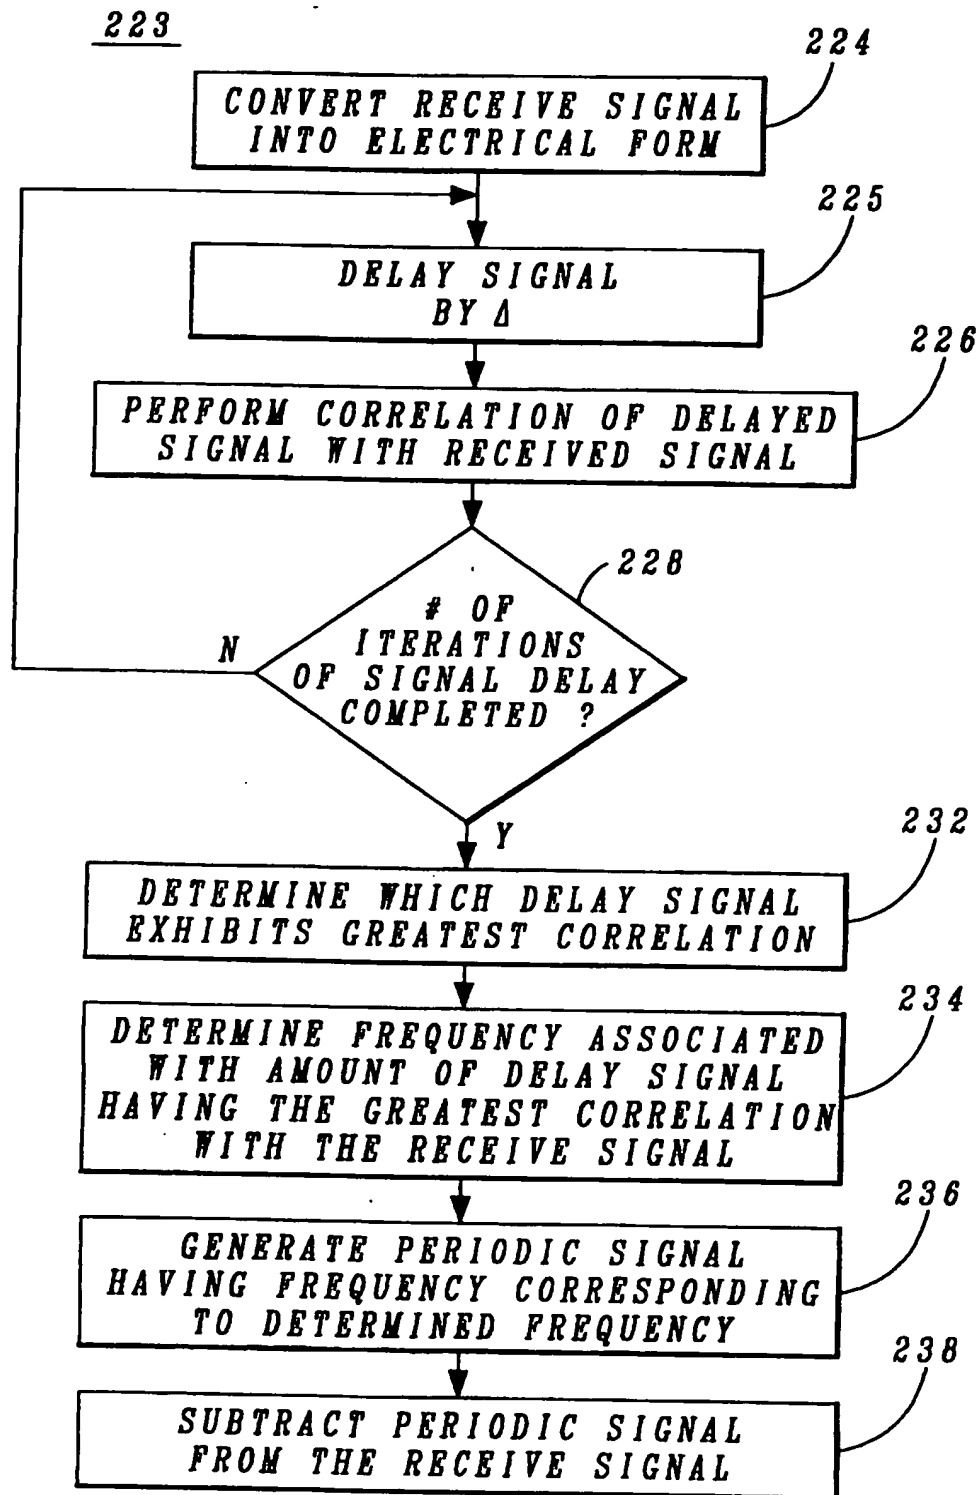 223
224
CONVERT RECEIVE SIGNAL
INTO ELECTRICAL FORM
225
DELAY SIGNAL
BY Δ
226
PERFORM CORRELATION OF DELAYED
SIGNAL WITH RECEIVED SIGNAL
228
# OF
ITERATIONS
OF SIGNAL DELAY
COMPLETED ?
N
Y
232
DETERMINE WHICH DELAY SIGNAL
EXHIBITS GREATEST CORRELATION
234
DETERMINE FREQUENCY ASSOCIATED
WITH AMOUNT OF DELAY SIGNAL
HAVING THE GREATEST CORRELATION
WITH THE RECEIVE SIGNAL
236
GENERATE PERIODIC SIGNAL
HAVING FREQUENCY CORRESPONDING
TO DETERMINED FREQUENCY
238
SUBTRACT PERIODIC SIGNAL
FROM THE RECEIVE SIGNAL